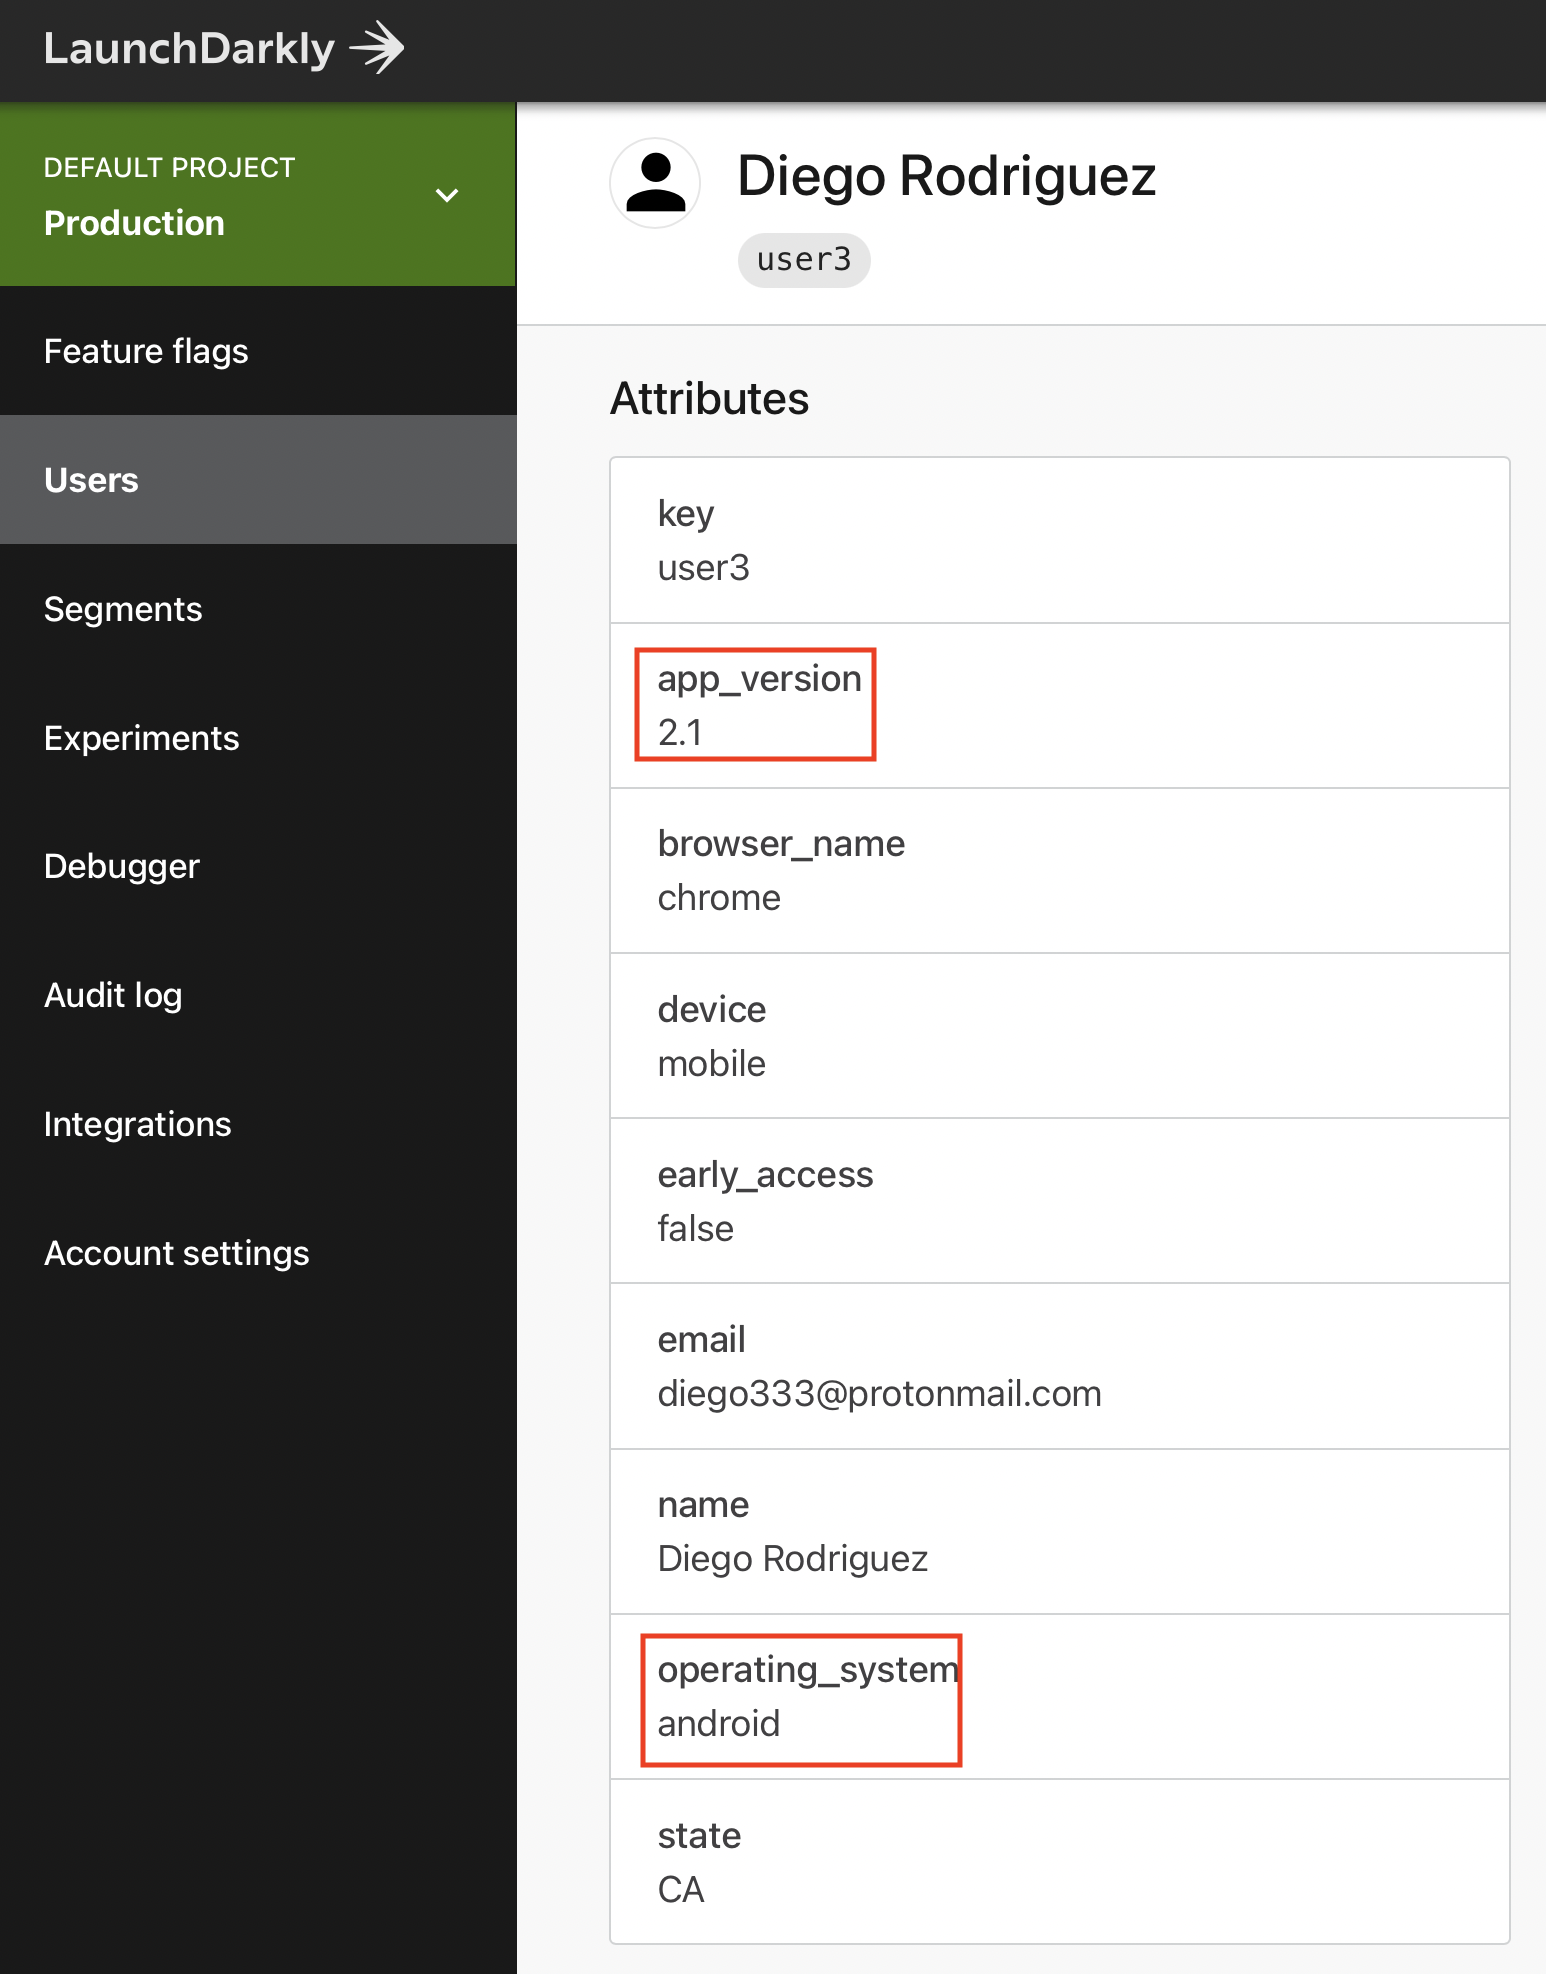 LaunchDarkly
DEFAULT PROJECT
Production
Feature flags
Users
Segments
Experiments
Debugger
Audit log
Integrations
Account settings
Diego Rodriguez
user3
Attributes
key
user3
app_version
2.1
browser_name
chrome
device
mobile
early_access
false
email
diego333@protonmail.com
name
Diego Rodriguez
operating_system
android
state
CA